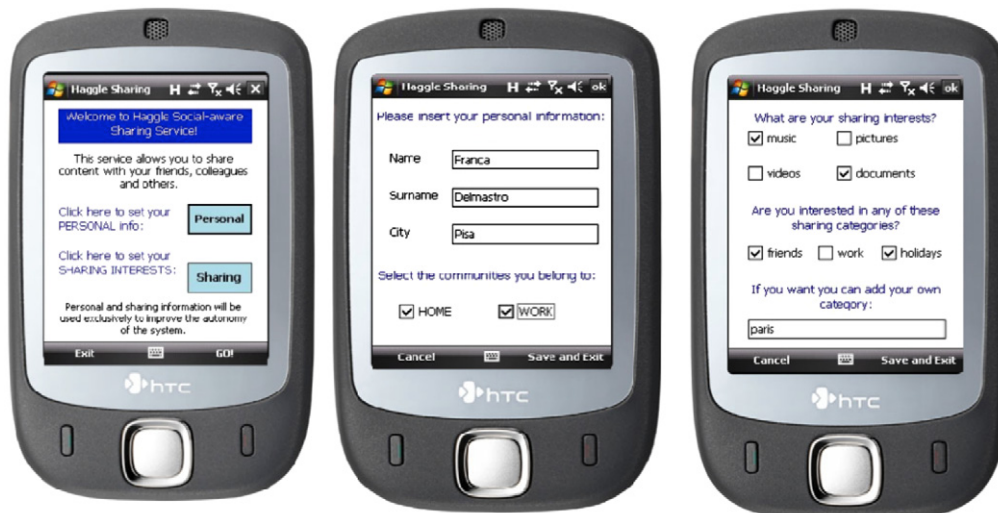 Haggle Sharing
Welcome to Haggle Social-aware
Sharing Service!
This service allows you to share
content with your friends, colleagues
and others.
Click here to set your
PERSONAL info:
Personal
Click here to set your
SHARING INTERESTS:
Sharing
Personal and sharing information will be
used exclusively to improve the autonomy
of the system.
Exit
GO!
htc
Haggle Sharing
ok
Please insert your personal information:
Name
Franca
Surname
Delmastro
City
Pisa
Select the communities you belong to:
HOME
WORK
Cancel
Save and Exit
htc
Haggle Sharing
ok
What are your sharing interests?
music
pictures
videos
documents
Are you interested in any of these
sharing categories?
friends
work
holidays
If you want you can add your own
category:
paris
Cancel
Save and Exit
htc